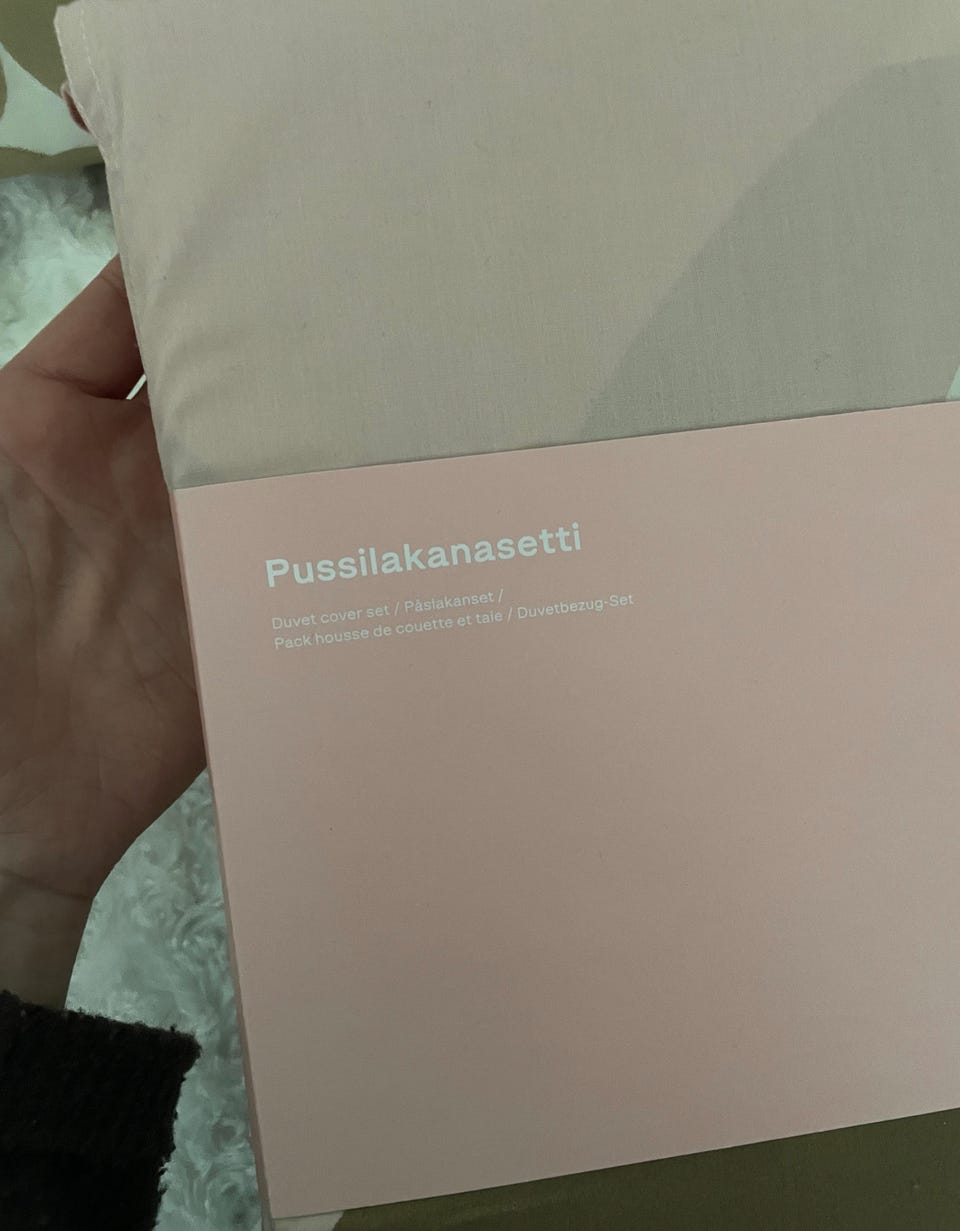 Pussilakanasetti
Duvet cover set / Påslakanset /
Pack housse de couette et taie / Duvetbezug-Set